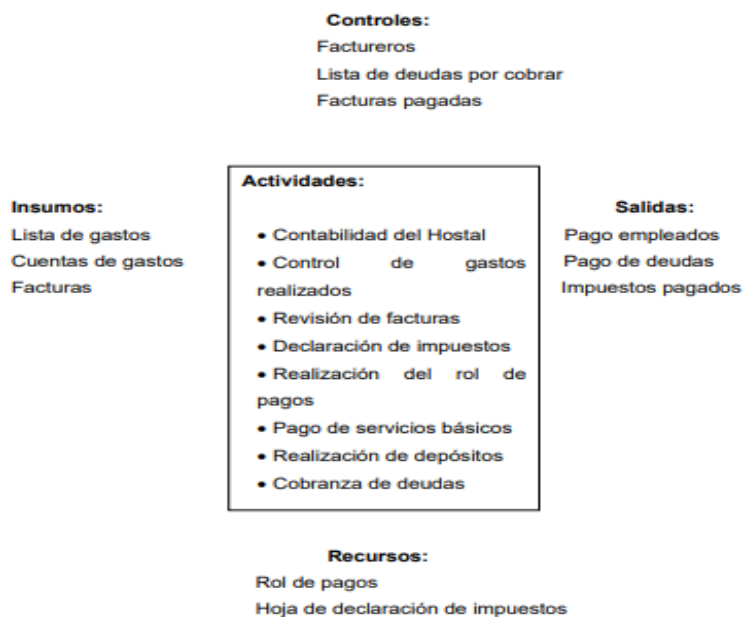 Controles:
Factureros
Lista de deudas por cobrar
Facturas pagadas
Insumos:
Lista de gastos
Cuentas de gastos
Facturas
Actividades:
• Contabilidad del Hostal
• Control de gastos
realizados
• Revisión de facturas
• Declaración de impuestos
• Realización del rol de
pagos
• Pago de servicios básicos
• Realización de depósitos
• Cobranza de deudas
Salidas:
Pago empleados
Pago de deudas
Impuestos pagados
Recursos:
Rol de pagos
Hoja de declaración de impuestos